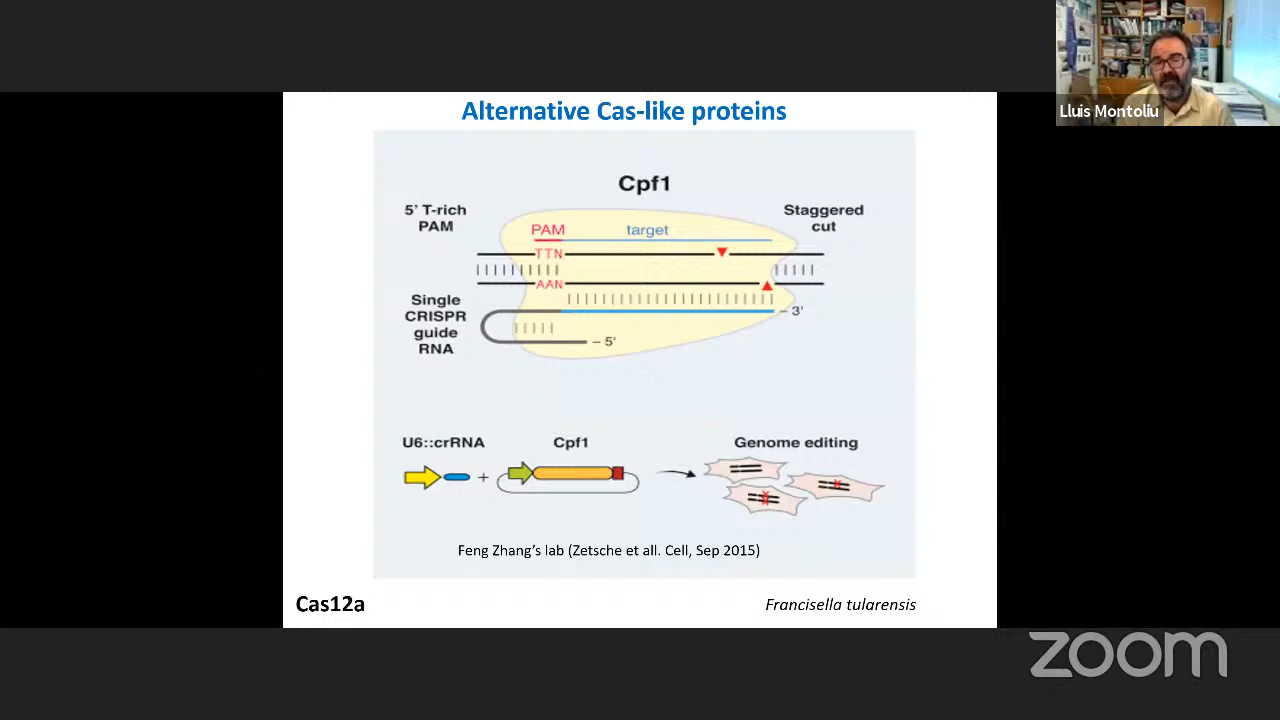 Lluis Montoliu
Alternative Cas-like proteins
Cpf1
5' T-rich
PAM
Staggered
cut
PAM
target
TTN
AAN
Single
CRISPR
guide
RNA
– 3'
– 5'
U6::crRNA
+
Cpf1
Genome editing
Feng Zhang's lab (Zetsche et all. Cell, Sep 2015)
Cas12a
Francisella tularensis
zoom